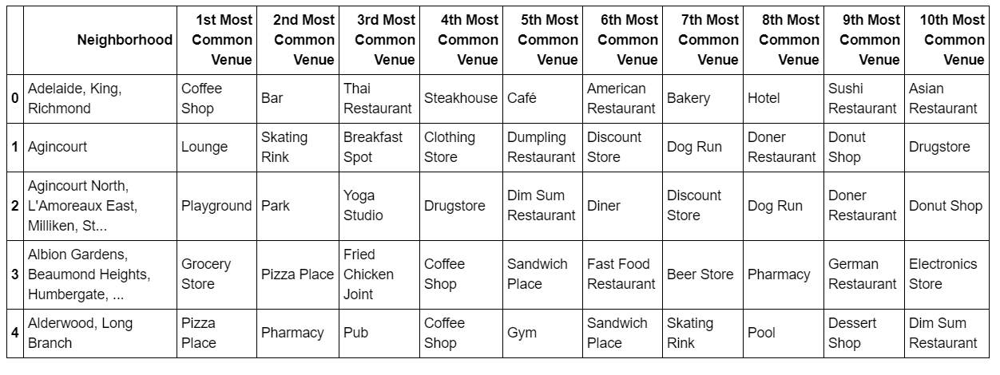 Neighborhood 1st Most Common Venue 2nd Most Common Venue 3rd Most Common Venue 4th Most Common Venue 5th Most Common Venue 6th Most Common Venue 7th Most Common Venue 8th Most Common Venue 9th Most Common Venue 10th Most Common Venue
0 Adelaide, King, Richmond Coffee Shop Bar Thai Restaurant Steakhouse Café American Restaurant Bakery Hotel Sushi Restaurant Asian Restaurant
1 Agincourt Lounge Skating Rink Breakfast Spot Clothing Store Dumpling Restaurant Discount Store Dog Run Doner Restaurant Donut Shop Drugstore
2 Agincourt North, L'Amoreaux East, Milliken, St... Playground Park Yoga Studio Drugstore Dim Sum Restaurant Diner Discount Store Dog Run Doner Restaurant Donut Shop
3 Albion Gardens, Beaumond Heights, Humbergate, ... Grocery Store Pizza Place Fried Chicken Joint Coffee Shop Sandwich Place Fast Food Restaurant Beer Store Pharmacy German Restaurant Electronics Store
4 Alderwood, Long Branch Pizza Place Pharmacy Pub Coffee Shop Gym Sandwich Place Skating Rink Pool Dessert Shop Dim Sum Restaurant